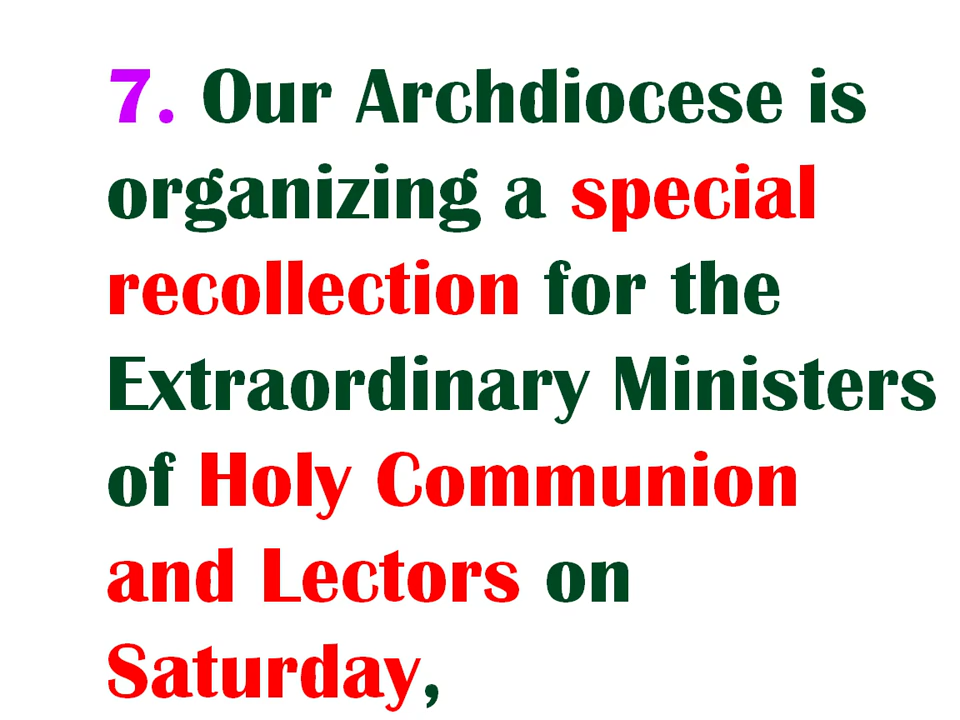 7. Our Archdiocese is
organizing a special
recollection for the
Extraordinary Ministers
of Holy Communion
and Lectors on
Saturday,